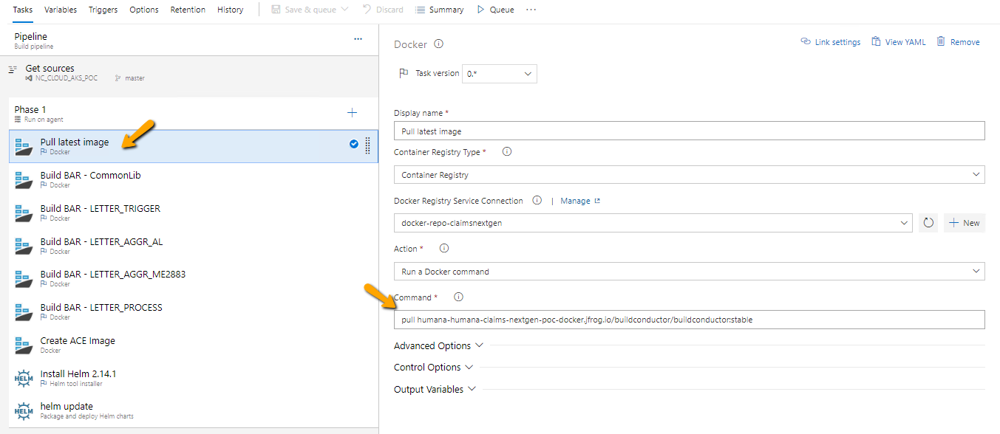 Tasks Variables Triggers Options Retention History Save & queue Discard Summary Queue ...
Pipeline ...
Build pipeline
Get sources
NC_CLOUD_AKS_POC master
Phase 1
Run on agent
Pull latest image
Docker
Build BAR - CommonLib
Docker
Build BAR - LETTER_TRIGGER
Docker
Build BAR - LETTER_AGGR_AL
Docker
Build BAR - LETTER_AGGR_ME2883
Docker
Build BAR - LETTER_PROCESS
Docker
Create ACE Image
Docker
HELM
Install Helm 2.14.1
Helm tool installer
HELM
helm update
Package and deploy Helm charts
Docker Link settings View YAML Remove
Task version 0.*
Display name *
Pull latest image
Container Registry Type *
Container Registry
Docker Registry Service Connection | Manage
docker-repo-claimsnextgen New
Action *
Run a Docker command
Command *
pull humana-humana-claims-nextgen-poc-docker.jfrog.io/buildconductor/buildconductor:stable
Advanced Options
Control Options
Output Variables